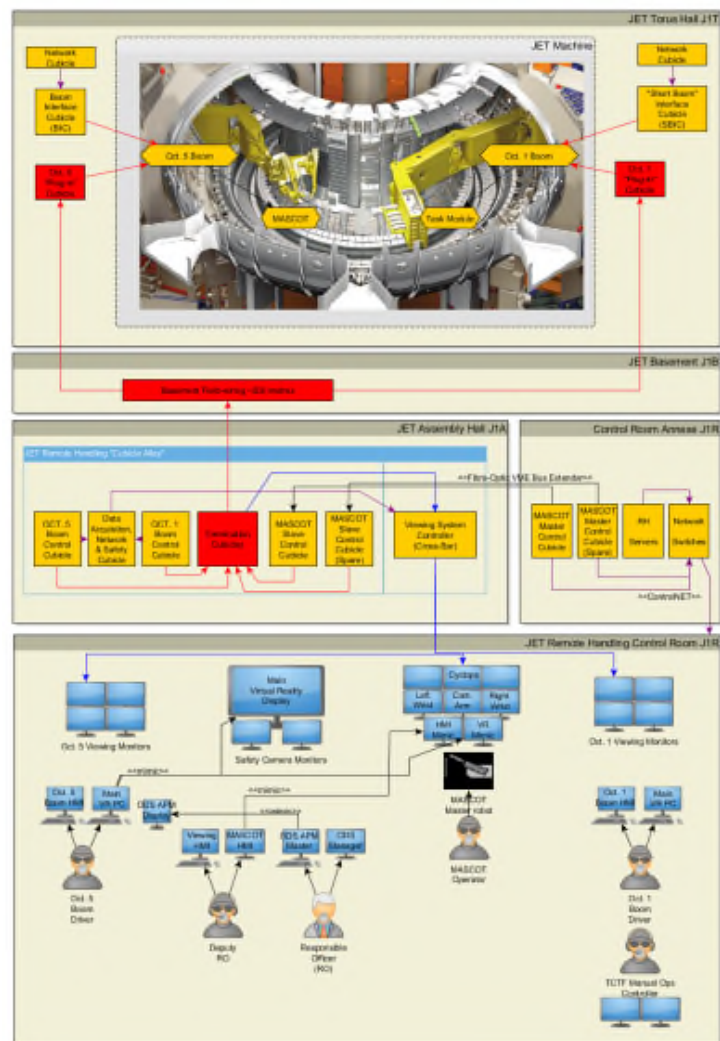 JET Torus Hall J1T
JET Machine
Network
Cubicle
Network
Cubicle
Boom
Interface
Cubicle
(BIC)
"Short Boom"
Interface
Cubicle
(SBIC)
Oct. 5 Boom
Oct. 1 Boom
Oct. 5
"Plug-in"
Cubicle
Oct. 1
"Plug-in"
Cubicle
MASCOT
Task Module
JET Basement J1B
JET Assembly Hall J1A
Control Room Annexe J1R
JET Remote Handling "Cubicle Alley"
<<Fibre-Optic VME Bus Extender>>
OCT. 5
Boom
Control
Cubicle
Data
Acquisition,
Network
& Safety
Cubicle
OCT. 1
Boom
Control
Cubicle
Termination
Cubicles
MASCOT
Slave
Control
Cubicle
MASCOT
Slave
Control
Cubicle
(Spare)
Viewing System
Controller
(Cross-Bar)
MASCOT
Master
Control
Cubicle
MASCOT
Master
Control
Cubicle
(Spare)
RH
Servers
Network
Switches
<<ControlNET>>
JET Remote Handling Control Room J1R
Main
Virtual Reality
Display
Cyclops
Left
Wrist
Cam.
Arm
Right
Wrist
HMI
Mimic
VR
Mimic
Oct. 5 Viewing Monitors
Safety Camera Monitors
Oct. 1 Viewing Monitors
<<mimic>>
<<mimic>>
<<mimic>>
MASCOT
Master robot
Oct. 5
Boom HMI
Main
VR PC
Display
Viewing
HMI
MASCOT
HMI
Master
Manager
MASCOT
Operator
Oct. 1
Boom HMI
Main
VR PC
Oct. 5
Boom
Driver
Deputy
RO
Responsible
Officer
(RO)
Oct. 1
Boom
Driver
TCTF Manual Ops
Controller